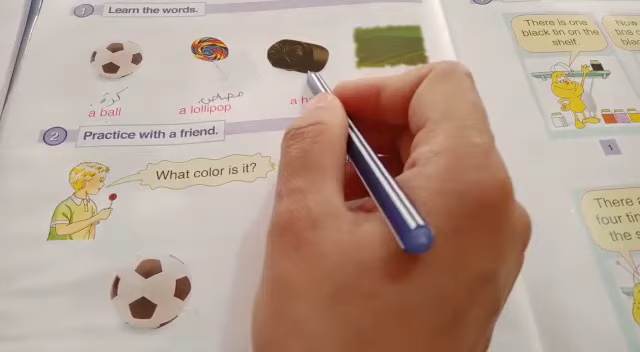 1 Learn the words.
كرة
مصاص
a ball
a lollipop
a h
2 Practice with a friend.
What color is it?
There is one
black tin on the
shelf.
Now
tins
blac
1
There
four tin
the s